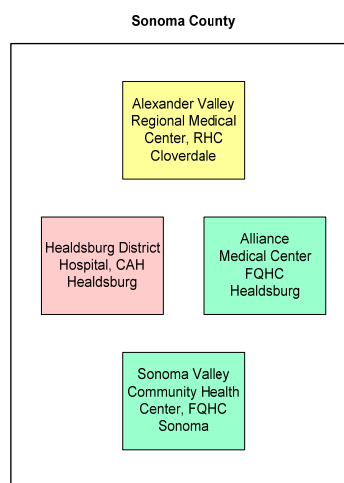 Sonoma County
Alexander Valley
Regional Medical
Center, RHC
Cloverdale
Healdsburg District
Hospital, CAH
Healdsburg
Alliance
Medical Center
FQHC
Healdsburg
Sonoma Valley
Community Health
Center, FQHC
Sonoma